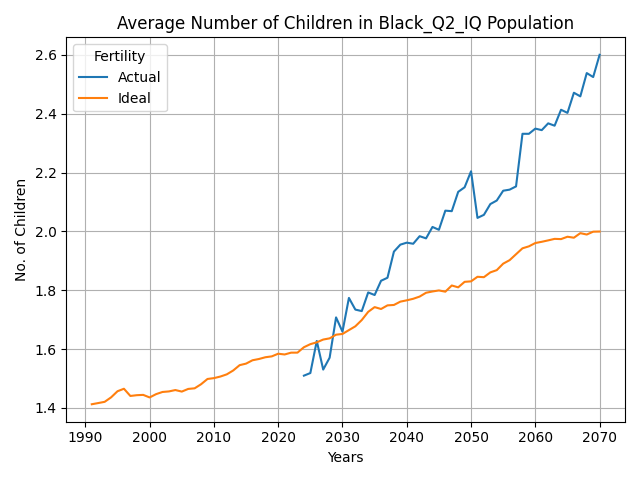 Average Number of Children in Black_Q2_IQ Population
Fertility
Actual
Ideal
No. of Children
2.6
2.4
2.2
2.0
1.8
1.6
1.4
1990 2000 2010 2020 2030 2040 2050 2060 2070
Years